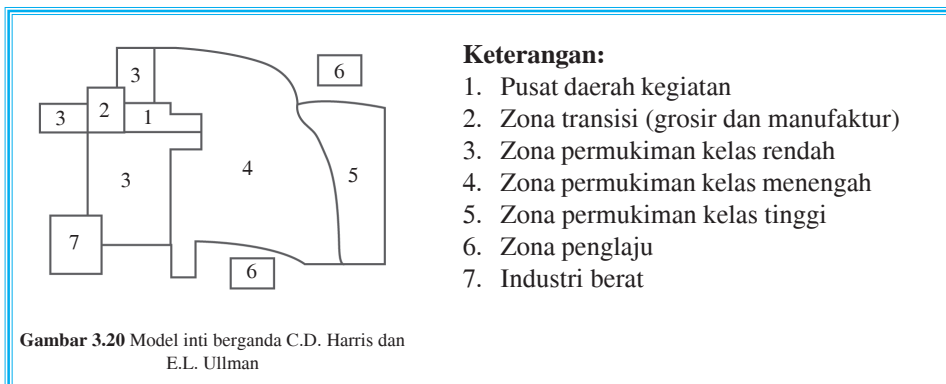 3
6
3
2
1
3
4
5
7
6
Gambar 3.20 Model inti berganda C.D. Harris dan
E.L. Ullman
Keterangan:
1. Pusat daerah kegiatan
2. Zona transisi (grosir dan manufaktur)
3. Zona permukiman kelas rendah
4. Zona permukiman kelas menengah
5. Zona permukiman kelas tinggi
6. Zona penglaju
7. Industri berat